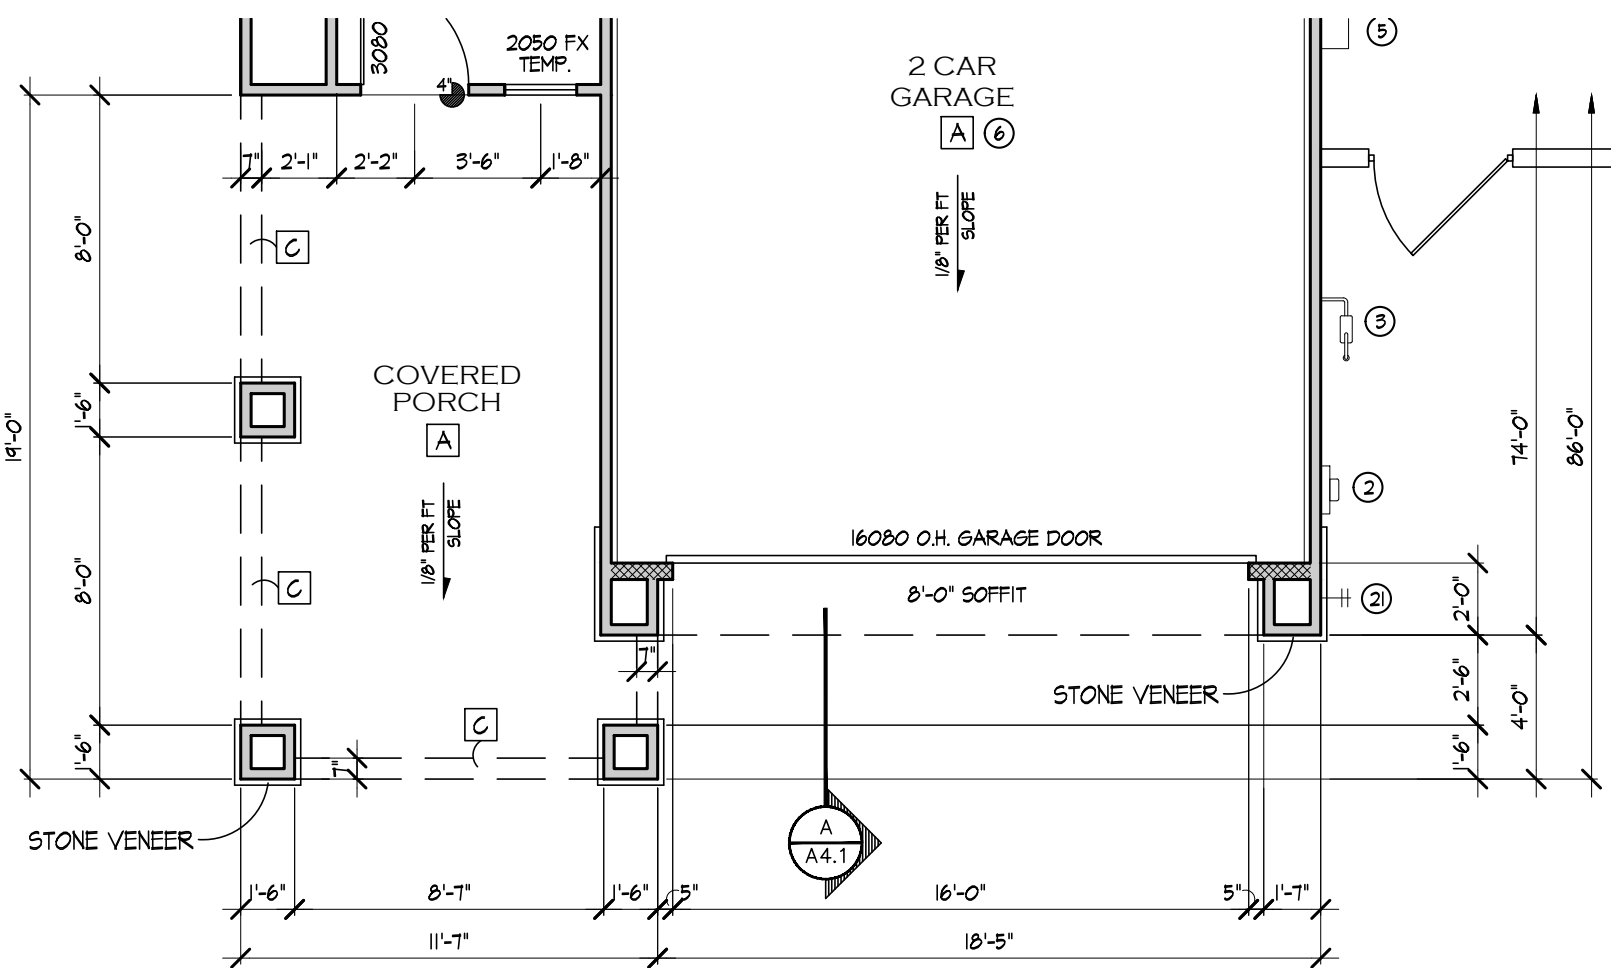 3080
2050 FX
TEMP.
4"
2 CAR
GARAGE
A 6
5
7" 2'-1" 2'-2" 3'-6" 1'-8"
8'-0"
C
1/8" PER FT
SLOPE
3
COVERED
PORCH
A
1'-6"
19'-0"
74'-0"
86'-0"
2
1/8" PER FT
SLOPE
16080 O.H. GARAGE DOOR
8'-0"
C
8'-0" SOFFIT
21
2'-0"
7"
STONE VENEER
2'-6"
4'-0"
C
1'-6"
7"
1'-6"
STONE VENEER
A
A4.1
1'-6" 8'-7" 1'-6" 5" 16'-0" 5" 1'-7"
11'-7" 18'-5"